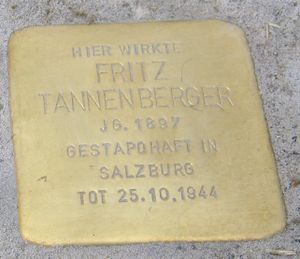 HIER WIRKTE
FRITZ
TANNENBERGER
JG. 1897
GESTAPOHAFT IN
SALZBURG
TOT 25.10.1944